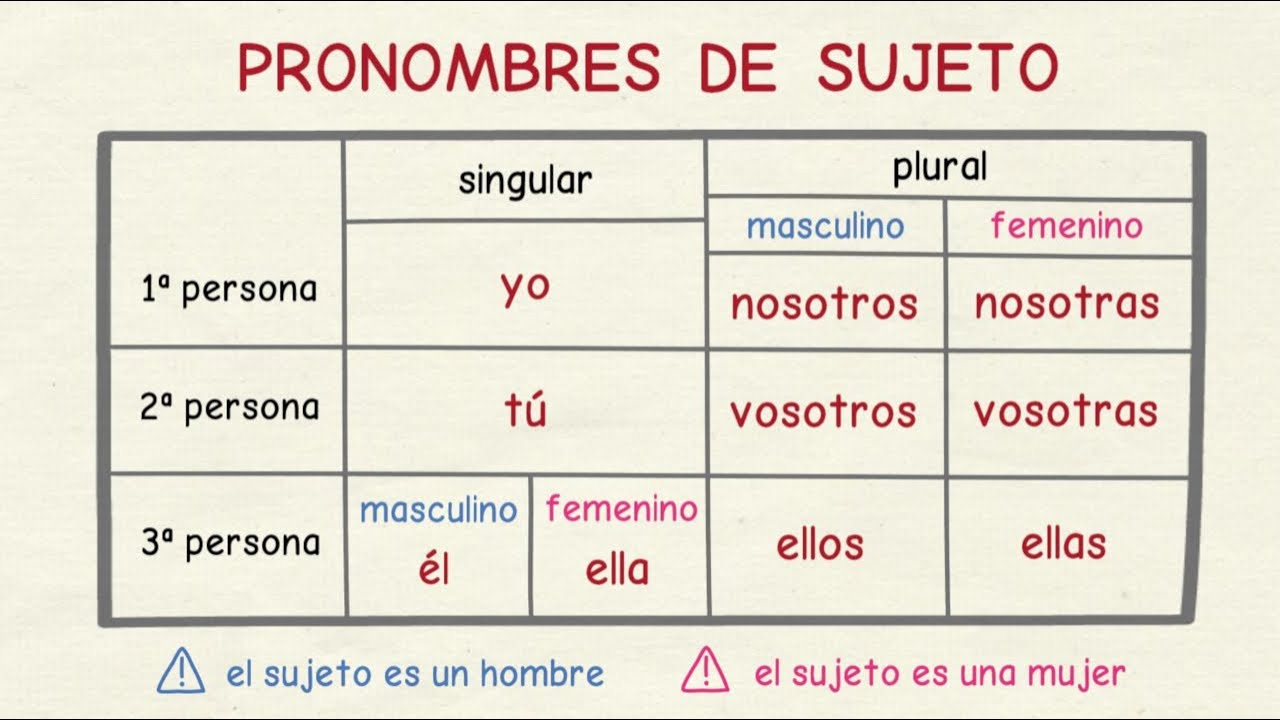 PRONOMBRES DE SUJETO
singular
plural
masculino femenino
1ª persona yo nosotros nosotras
2ª persona tú vosotros vosotras
masculino femenino
3ª persona él ella ellos ellas
el sujeto es un hombre
el sujeto es una mujer